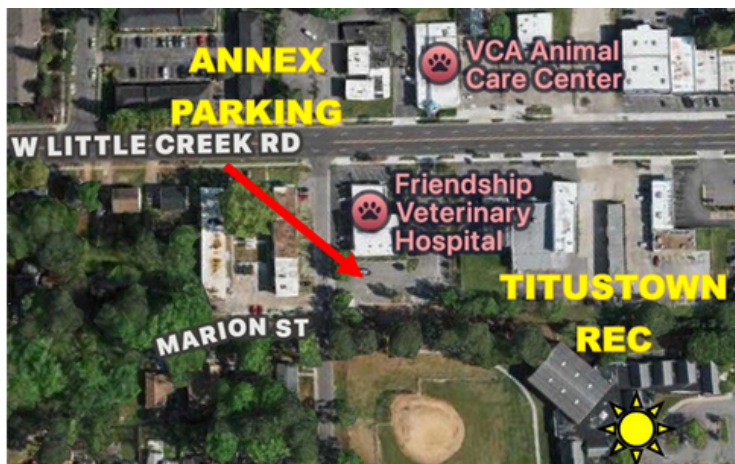 ANNEX
PARKING
VCA Animal
Care Center
W LITTLE CREEK RD
Friendship
Veterinary
Hospital
TITUSTOWN
REC
MARION ST